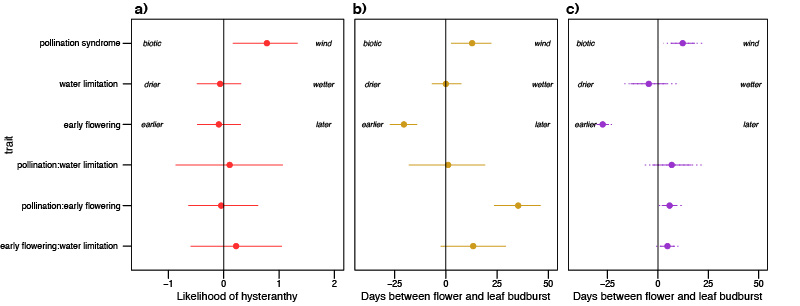 a) b) c)
pollination syndrome biotic wind biotic wind biotic wind
water limitation drier wetter drier wetter drier wetter
early flowering earlier later earlier later earlier later
trait
pollination:water limitation
pollination:early flowering
early flowering:water limitation
−1 0 1 2 −25 0 25 50 −25 0 25 50
Likelihood of hysteranthy Days between flower and leaf budburst Days between flower and leaf budburst